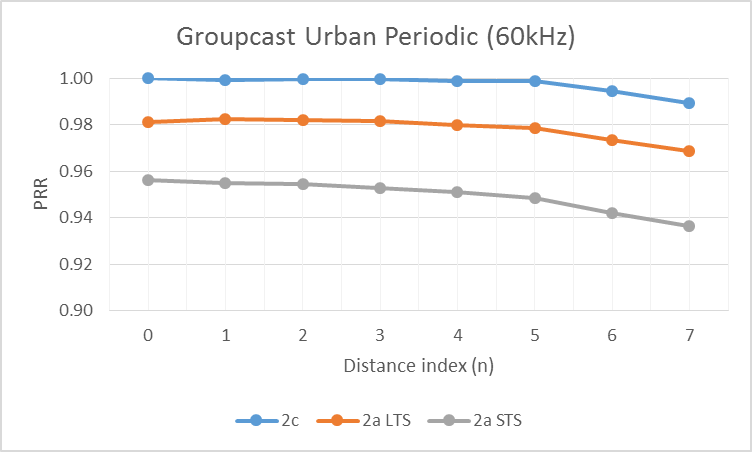 Groupcast Urban Periodic (60kHz)
1.00
0.98
0.96
0.94
0.92
0.90
PRR
0 1 2 3 4 5 6 7
Distance index (n)
2c 2a LTS 2a STS